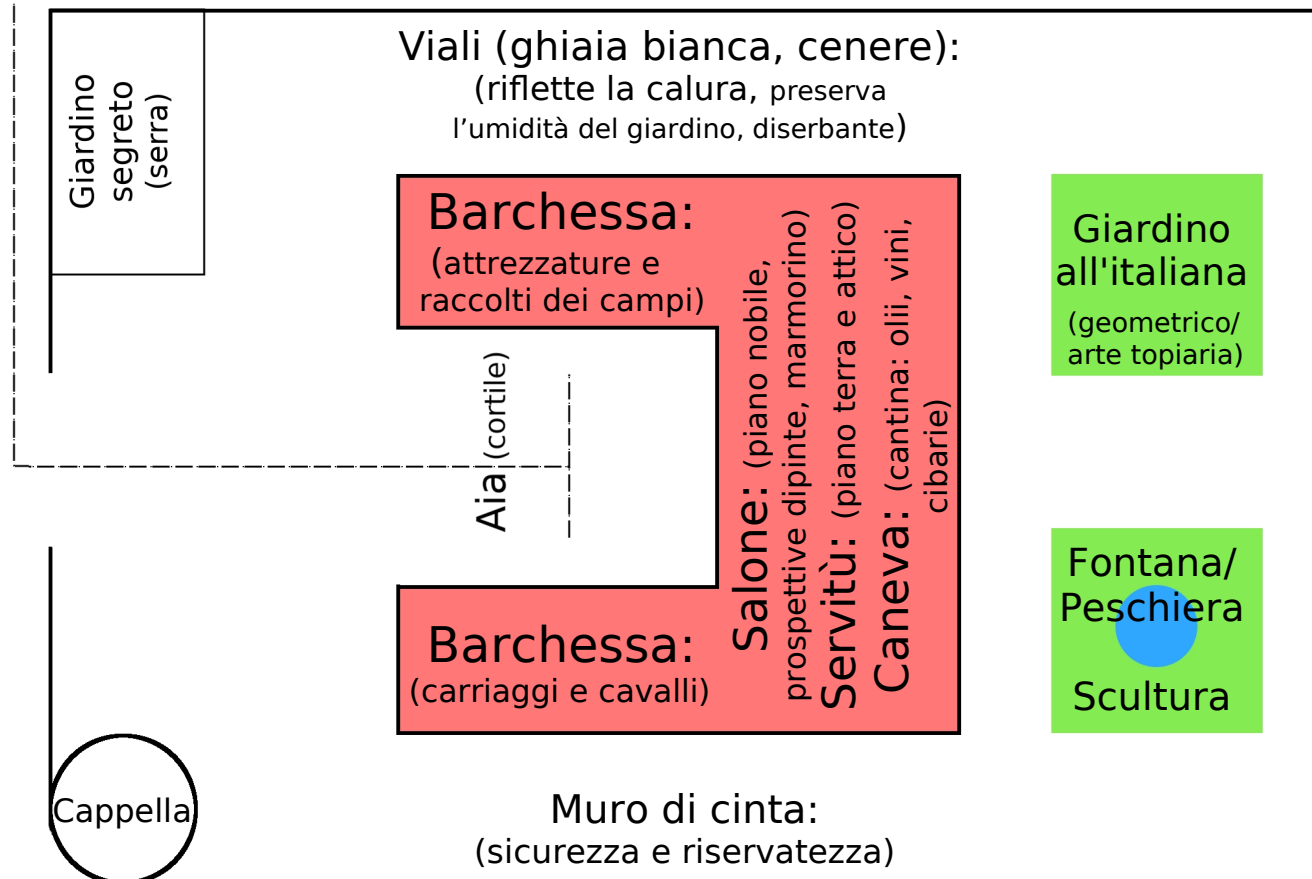 Viali (ghiaia bianca, cenere):
(riflette la calura, preserva
l'umidità del giardino, diserbante)
Giardino
segreto
(serra)
Barchessa:
(attrezzature e
raccolti dei campi)
Aia (cortile)
Salone: (piano nobile,
prospettive dipinte, marmorino)
Servitù: (piano terra e attico)
Caneva: (cantina: olii, vini,
cibarie)
Giardino
all'italiana
(geometrico/
arte topiaria)
Barchessa:
(carriaggi e cavalli)
Fontana/
Peschiera
Scultura
Cappella
Muro di cinta:
(sicurezza e riservatezza)